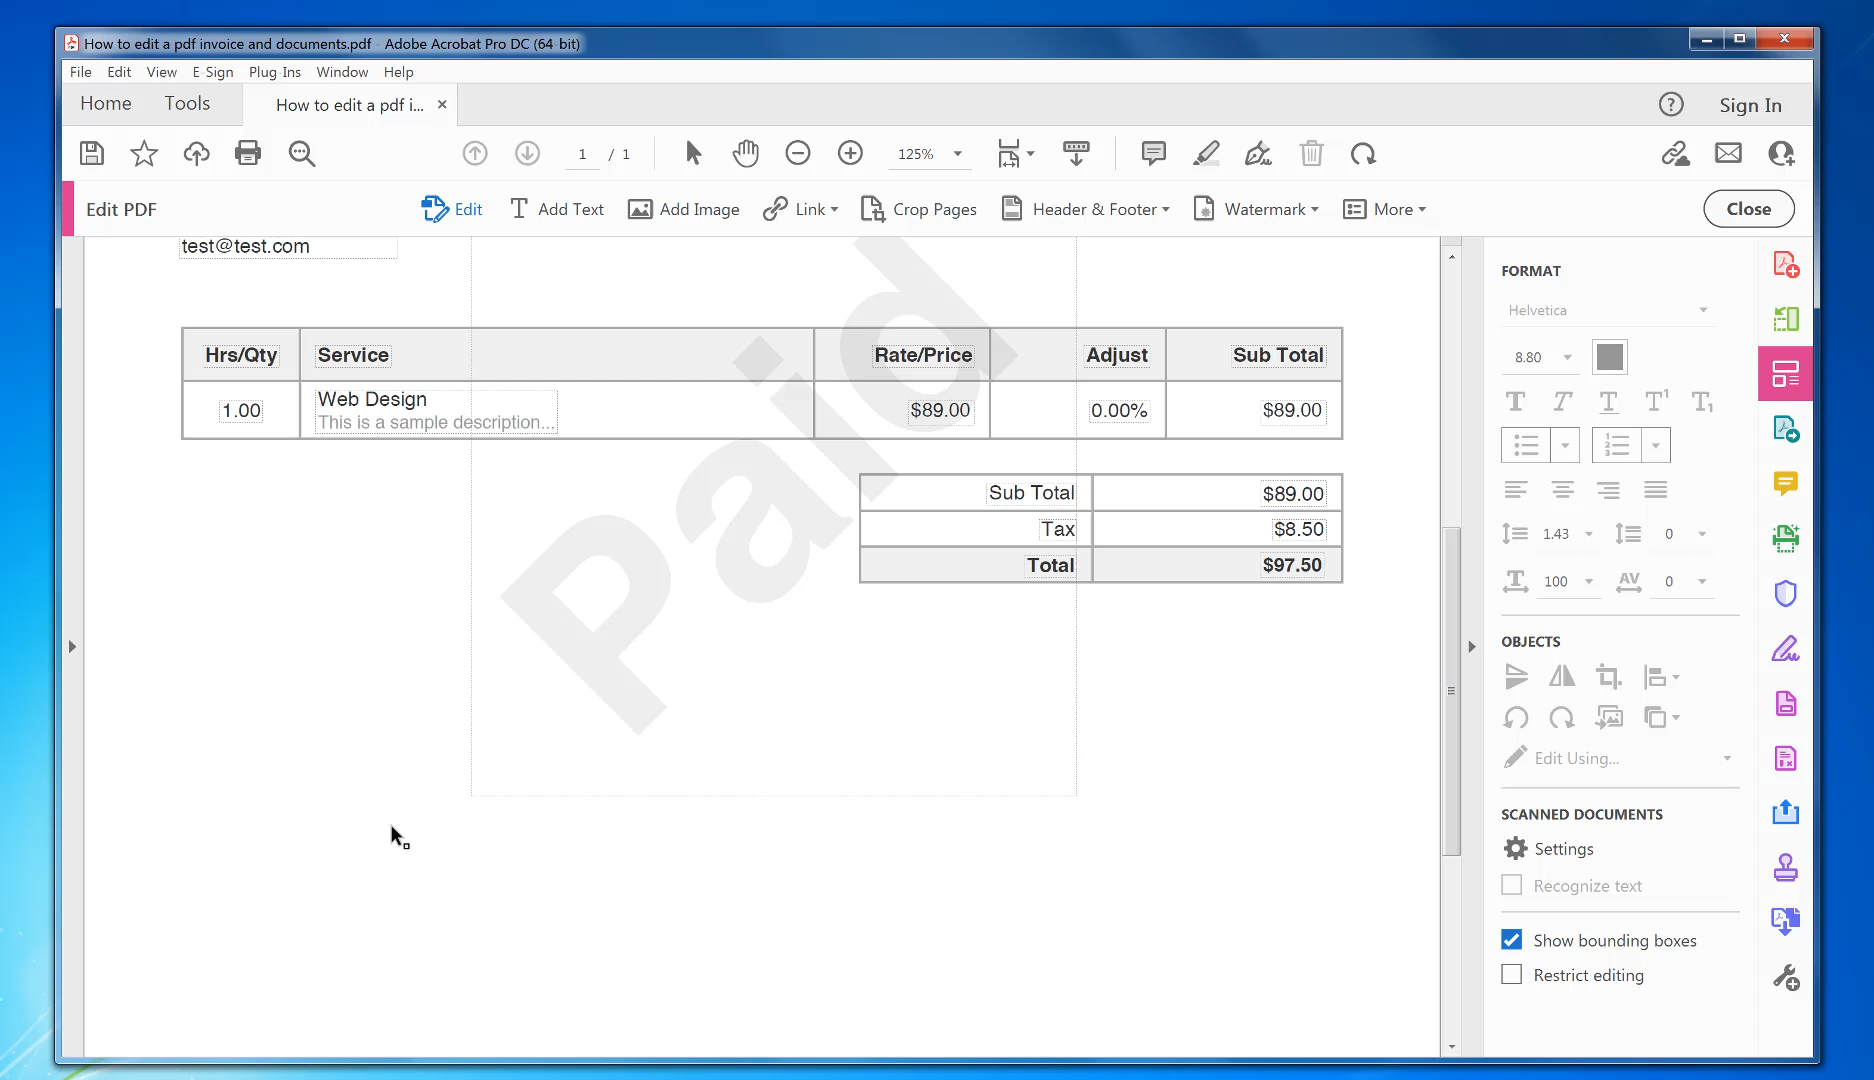 How to edit a pdf invoice and documents.pdf - Adobe Acrobat Pro DC (64-bit)
File Edit View E-Sign Plug-Ins Window Help
Home Tools How to edit a pdf i... × Sign In
1 / 1 125%
Edit PDF Edit Add Text Add Image Link Crop Pages Header & Footer Watermark More Close
test@test.com
Hrs/Qty Service Rate/Price Adjust Sub Total
1.00 Web Design $89.00 0.00% $89.00
This is a sample description...
Sub Total $89.00
Tax $8.50
Total $97.50
Paid
FORMAT
Helvetica
8.80
1.43 0
100 0
OBJECTS
Edit Using...
SCANNED DOCUMENTS
Settings
Recognize text
Show bounding boxes
Restrict editing